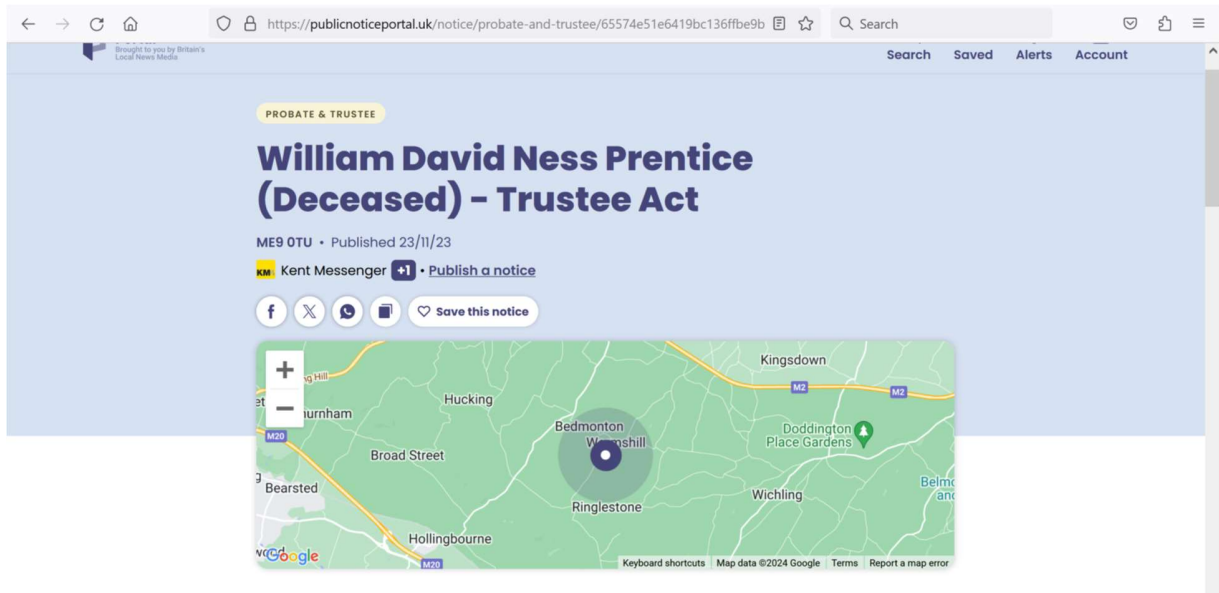 https://publicnoticeportal.uk/notice/probate-and-trustee/65574e51e6419bc136ffbe9b
Search
Brought to you by Britain's
Local News Media
Search Saved Alerts Account
PROBATE & TRUSTEE
William David Ness Prentice
(Deceased) - Trustee Act
ME9 0TU • Published 23/11/23
KM Kent Messenger +1 • Publish a notice
f X Save this notice
Kingsdown
M2
M2
Hucking
Bedmonton
Doddington
Place Gardens
M20
Broad Street
Bearsted
Wichling
Ringlestone
Hollingbourne
Google
M20
Keyboard shortcuts Map data ©2024 Google Terms Report a map error